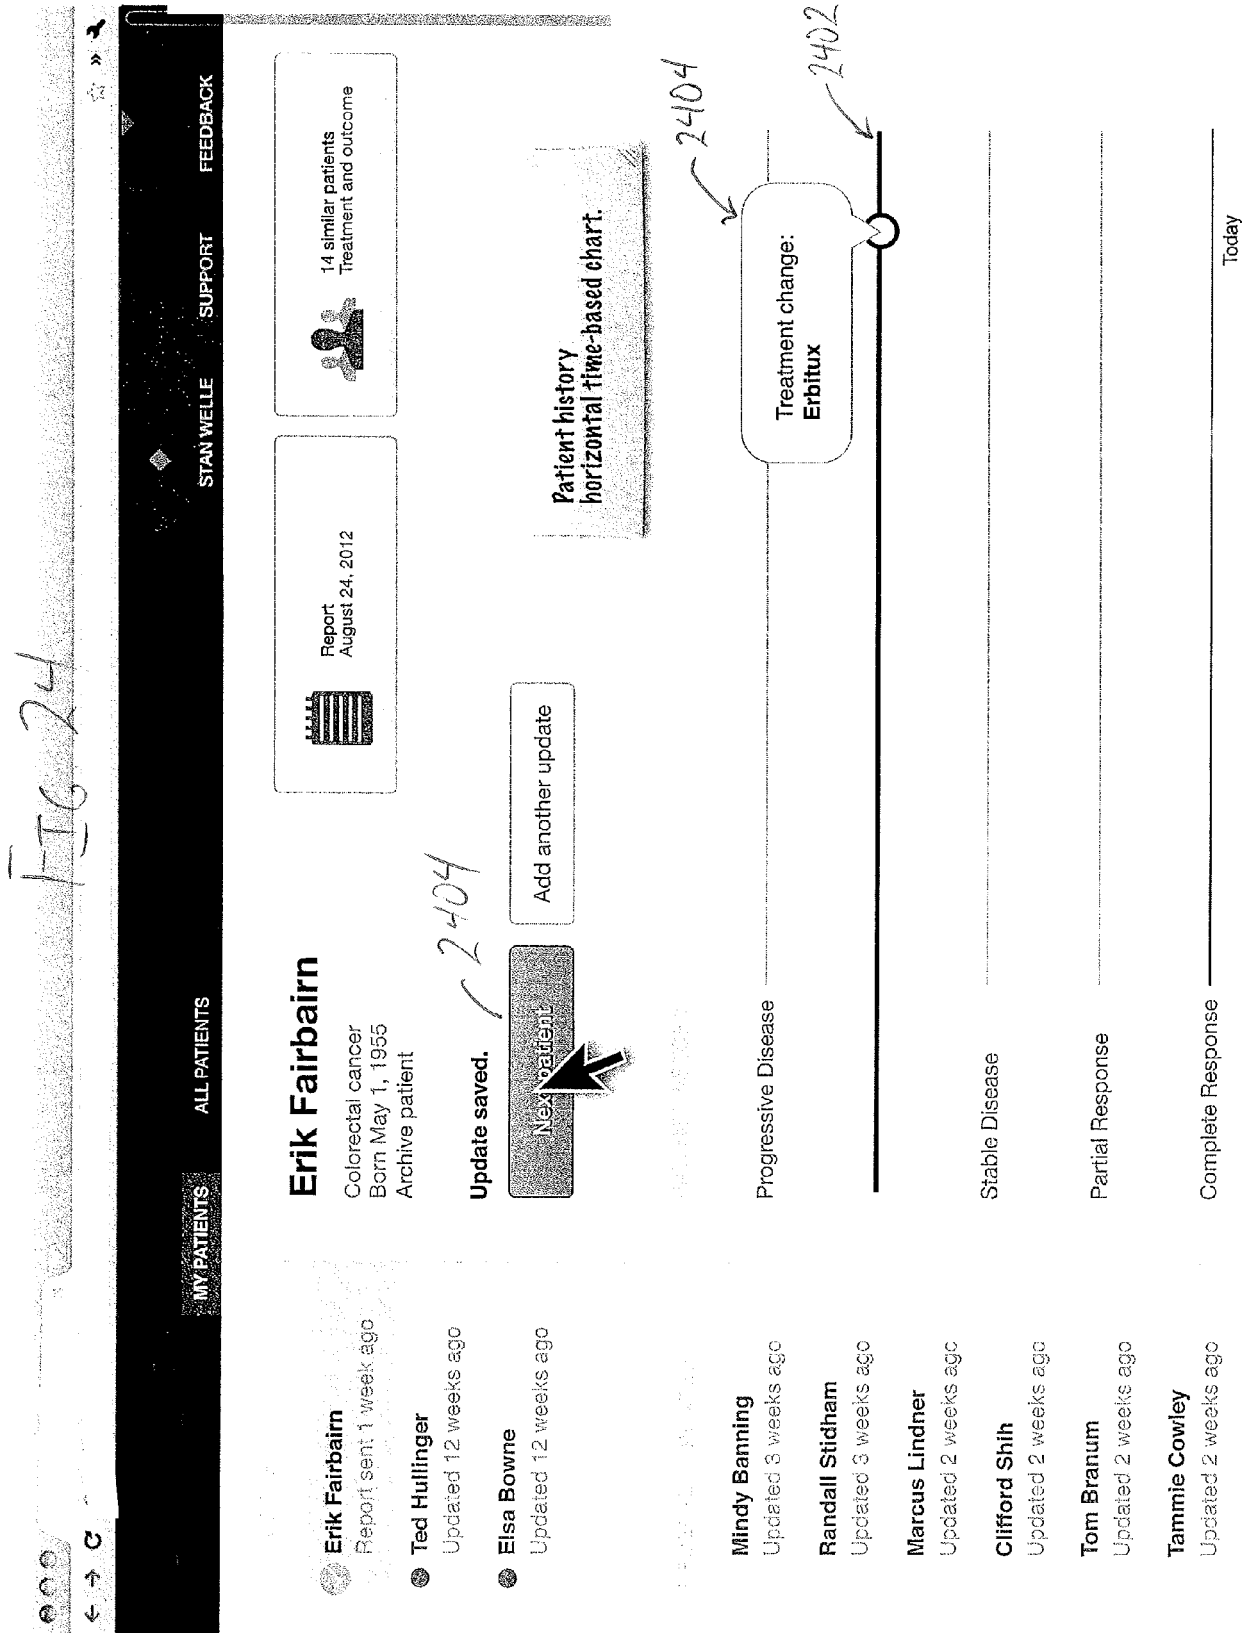 FIG 24
MY PATIENTS
ALL PATIENTS
STAN WELLE
SUPPORT
FEEDBACK
Erik Fairbairn
Report sent 1 week ago
Ted Hullinger
Updated 12 weeks ago
Elsa Bowne
Updated 12 weeks ago
Mindy Banning
Updated 3 weeks ago
Randall Stidham
Updated 3 weeks ago
Marcus Lindner
Updated 2 weeks ago
Clifford Shih
Updated 2 weeks ago
Tom Branum
Updated 2 weeks ago
Tammie Cowley
Updated 2 weeks ago
Erik Fairbairn
Colorectal cancer
Born May 1, 1955
Archive patient
Report
August 24, 2012
14 similar patients
Treatment and outcome
Update saved.
2404
Next patient
Add another update
Patient history
horizontal time-based chart.
2404
Progressive Disease
Treatment change:
Erbitux
2402
Stable Disease
Partial Response
Complete Response
Today